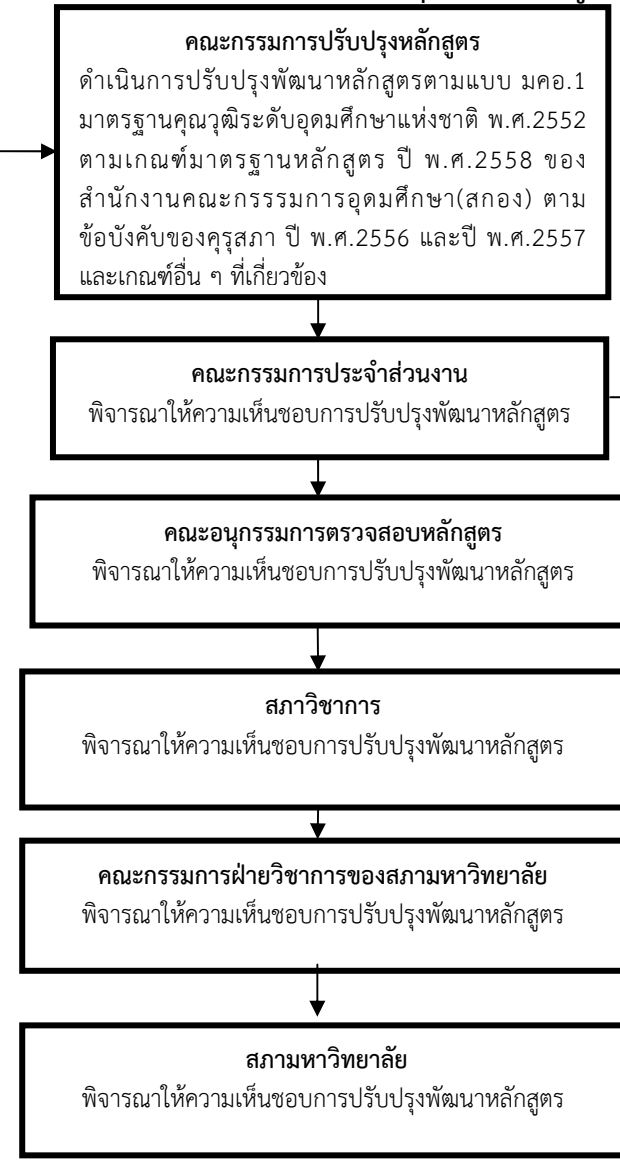 คณะกรรมการปรับปรุงหลักสูตร
ดำเนินการปรับปรุงพัฒนาหลักสูตรตามแบบ มคอ.1
มาตรฐานคุณวุฒิระดับอุดมศึกษาแห่งชาติ พ.ศ.2552
ตามเกณฑ์มาตรฐานหลักสูตร ปี พ.ศ.2558 ของ
สำนักงานคณะกรรรมการอุดมศึกษา(สกอง) ตาม
ข้อบังคับของคุรุสภา ปี พ.ศ.2556 และปี พ.ศ.2557
และเกณฑ์อื่น ๆ ที่เกี่ยวข้อง
คณะกรรมการประจำส่วนงาน
พิจารณาให้ความเห็นชอบการปรับปรุงพัฒนาหลักสูตร
คณะอนุกรรมการตรวจสอบหลักสูตร
พิจารณาให้ความเห็นชอบการปรับปรุงพัฒนาหลักสูตร
สภาวิชาการ
พิจารณาให้ความเห็นชอบการปรับปรุงพัฒนาหลักสูตร
คณะกรรมการฝ่ายวิชาการของสภามหาวิทยาลัย
พิจารณาให้ความเห็นชอบการปรับปรุงพัฒนาหลักสูตร
สภามหาวิทยาลัย
พิจารณาให้ความเห็นชอบการปรับปรุงพัฒนาหลักสูตร